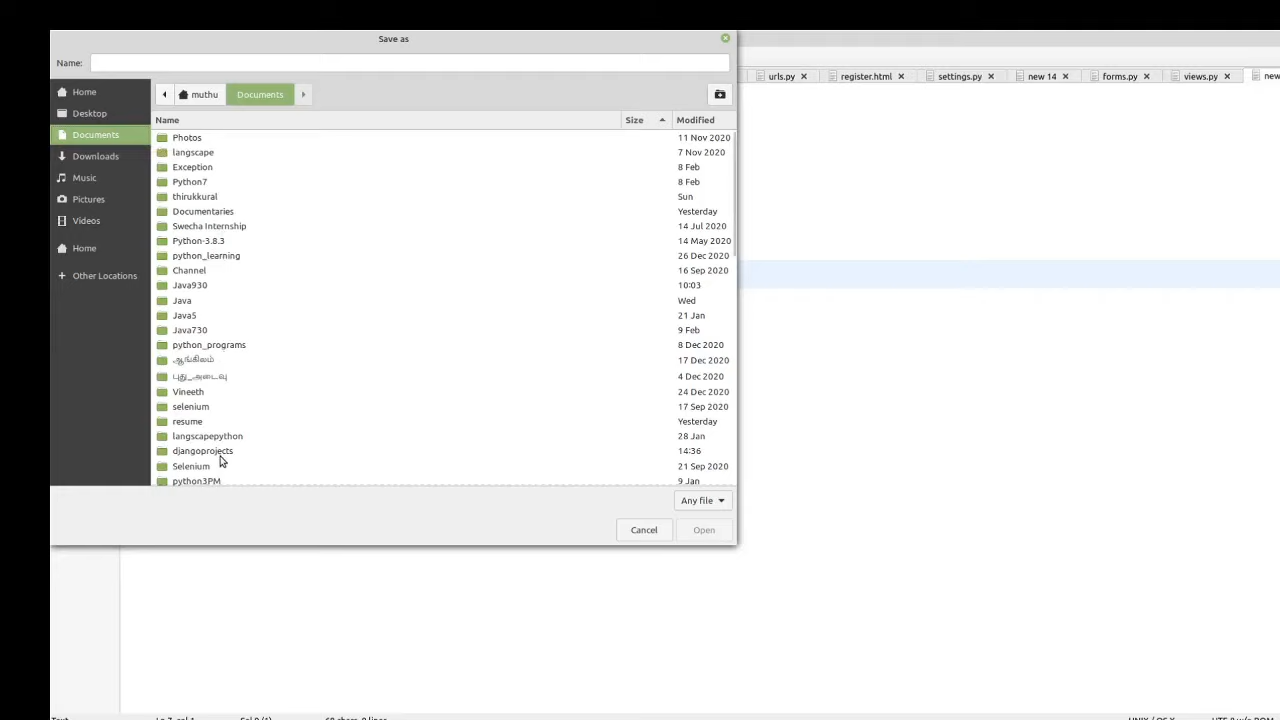 Save as
Name:
Home
Desktop
Documents
Downloads
Music
Pictures
Videos
Home
Other Locations
muthu Documents
Name Size Modified
Photos 11 Nov 2020
langscape 7 Nov 2020
Exception 8 Feb
Python7 8 Feb
thirukkural Sun
Documentaries Yesterday
Swecha Internship 14 Jul 2020
Python-3.8.3 14 May 2020
python_learning 26 Dec 2020
Channel 16 Sep 2020
Java930 10:03
Java Wed
Java5 21 Jan
Java730 9 Feb
python_programs 8 Dec 2020
ஆங்கிலம் 17 Dec 2020
புது_அடைவு 4 Dec 2020
Vineeth 24 Dec 2020
selenium 17 Sep 2020
resume Yesterday
langscapepython 28 Jan
djangoprojects 14:36
Selenium 21 Sep 2020
python3PM 9 Jan
Any file
Cancel Open
urls.py register.html settings.py new 14 forms.py views.py new